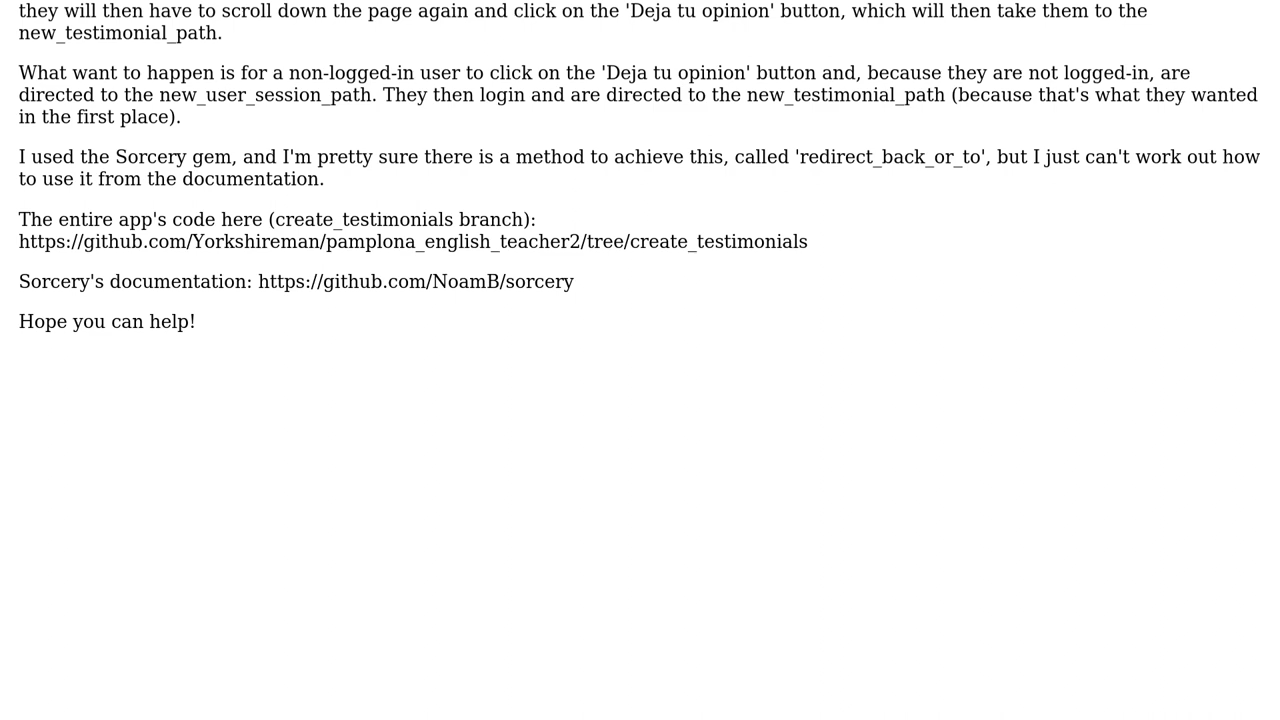 they will then have to scroll down the page again and click on the 'Deja tu opinion' button, which will then take them to the
new_testimonial_path.
What want to happen is for a non-logged-in user to click on the 'Deja tu opinion' button and, because they are not logged-in, are
directed to the new_user_session_path. They then login and are directed to the new_testimonial_path (because that's what they wanted
in the first place).
I used the Sorcery gem, and I'm pretty sure there is a method to achieve this, called 'redirect_back_or_to', but I just can't work out how
to use it from the documentation.
The entire app's code here (create_testimonials branch):
https://github.com/Yorkshireman/pamplona_english_teacher2/tree/create_testimonials
Sorcery's documentation: https://github.com/NoamB/sorcery
Hope you can help!